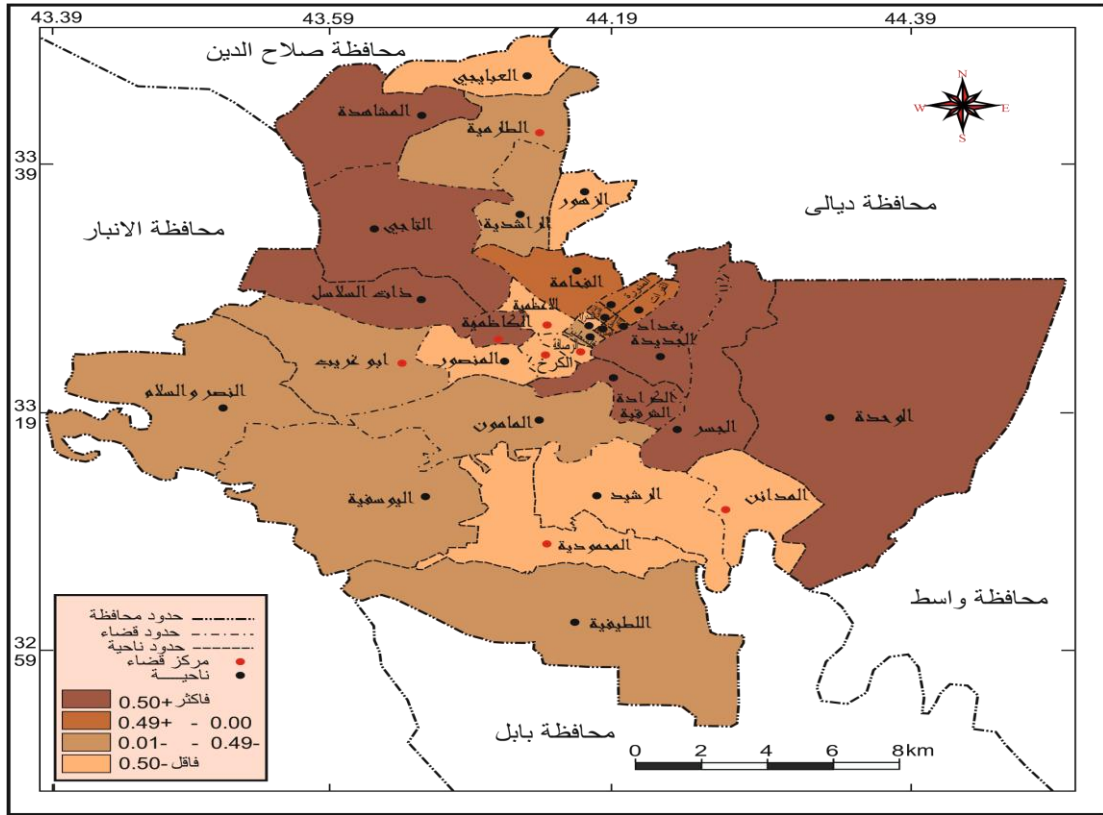 43.39
43.59
44.19
44.39
محافظة صلاح الدين
العبايجي
المشاهدة
الطارمية
N
W
E
S
33
39
الزهور
محافظة ديالى
الراشدية
التاجي
محافظة الانبار
الفحامة
ذات السلاسل
الاعظمية
الكاظمية
بغداد
الجديدة
المنصور
الكرخ
ابو غريب
النصر والسلام
33
19
الكرادة
الشرقية
المامون
الجسر
الوحدة
اليوسفية
الرشيد
المدائن
المحمودية
محافظة واسط
اللطيفية
32
59
محافظة بابل
حدود محافظة
حدود قضاء
حدود ناحية
مركز قضاء
ناحيـــــة
0.50+ فاكثر
0.49+ - 0.00
0.01- - 0.49-
0.50- فاقل
0 2 4 6 8km